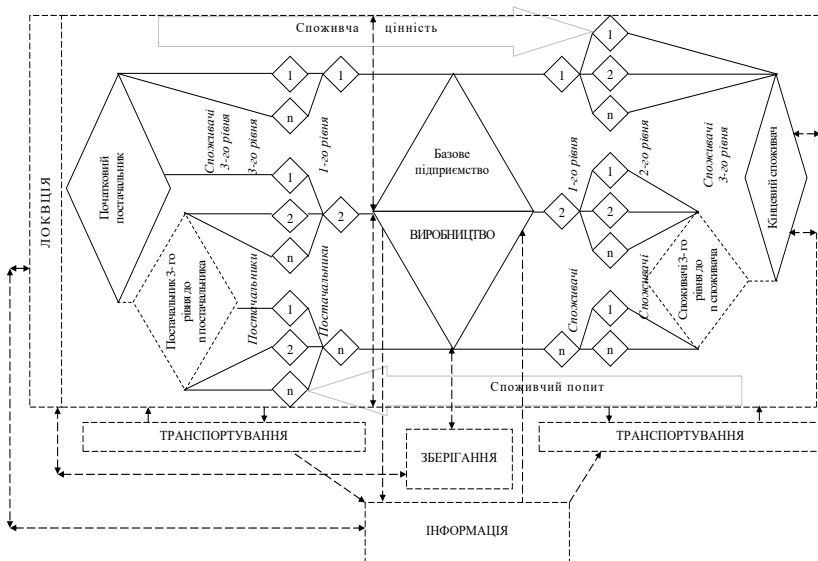 Споживча цінність
1
1
1
1
2
n
n
ЛОКВЦІЯ
Початковий
постачальник
Споживачі
3-го рівня
3-го рівня
1-го рівня
Базове
підприємство
1-го рівня
2-го рівня
Споживачі
3-го рівня
Кінцевий споживач
1
2
n
2
ВИРОБНИЦТВО
2
1
2
n
Постачальник 3- го
рівня до
n постачальника
Постачальники
Постачальники
Споживачі
Споживачі
Споживачі 3-го
рівня до
n споживача
1
2
n
n
n
1
n
Споживчий попит
ТРАНСПОРТУВАННЯ
ЗБЕРІГАННЯ
ТРАНСПОРТУВАННЯ
ІНФОРМАЦІЯ